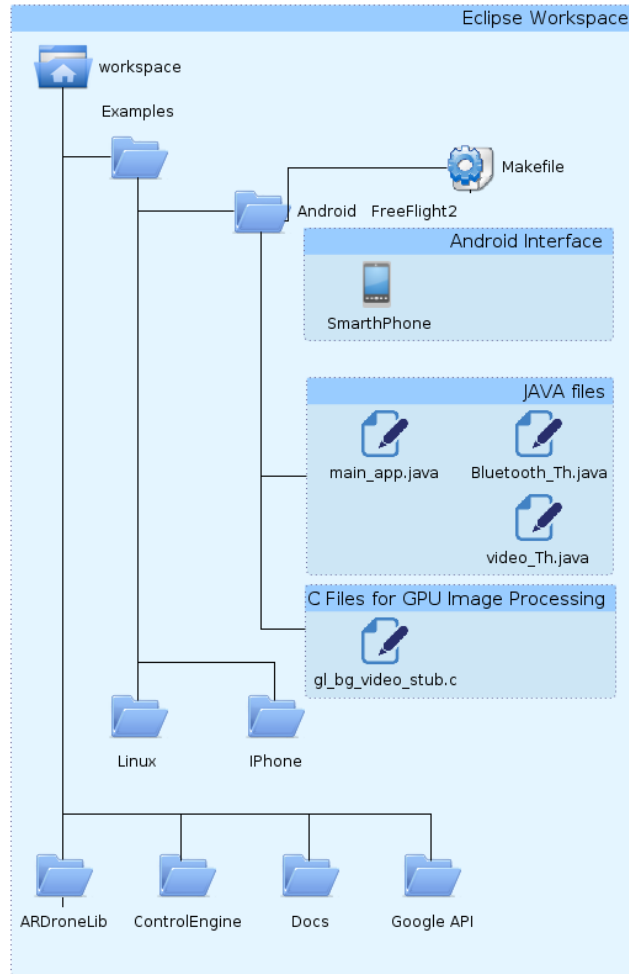 Eclipse Workspace
workspace
Examples
Makefile
Android FreeFlight2
Android Interface
SmarthPhone
JAVA files
main_app.java Bluetooth_Th.java
video_Th.java
C Files for GPU Image Processing
gl_bg_video_stub.c
Linux IPhone
ARDroneLib ControlEngine Docs Google API